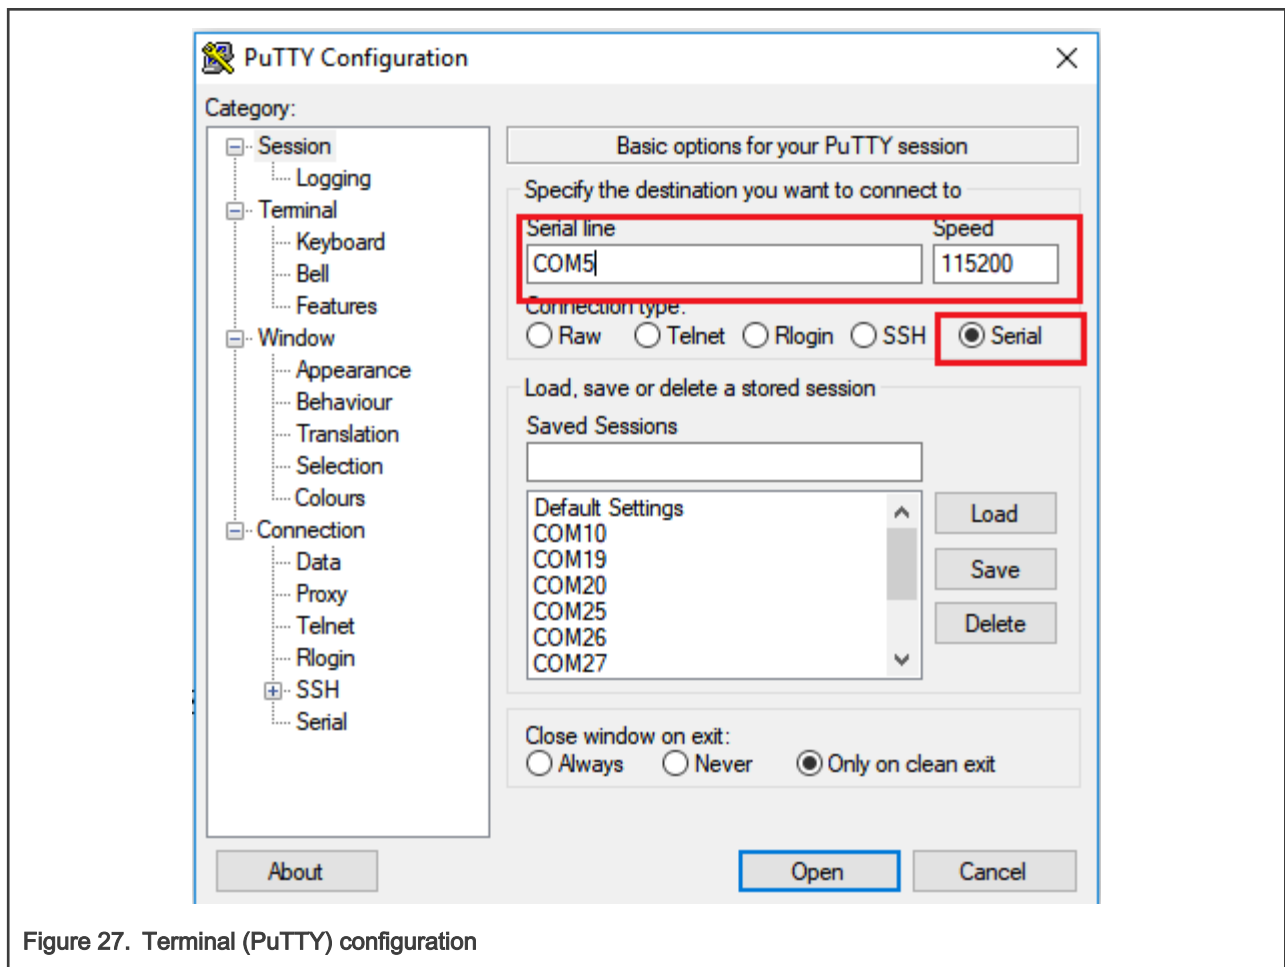 PuTTY Configuration
Category:
Session
Logging
Terminal
Keyboard
Bell
Features
Window
Appearance
Behaviour
Translation
Selection
Colours
Connection
Data
Proxy
Telnet
Rlogin
SSH
Serial
Basic options for your PuTTY session
Specify the destination you want to connect to
Serial line Speed
COM5 115200
Connection type:
Raw Telnet Rlogin SSH Serial
Load, save or delete a stored session
Saved Sessions
Default Settings
COM10
COM19
COM20
COM25
COM26
COM27
Load
Save
Delete
Close window on exit:
Always Never Only on clean exit
About Open Cancel
Figure 27. Terminal (PuTTY) configuration